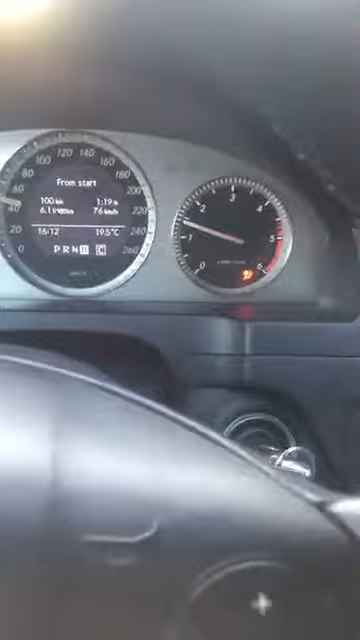 0 20 40 60 80 100 120 140 160 180 200 220 240 260
From start
100 km 1:19 h
6.1 l/100km 76 km/h
16:12 19.5°C
P R N D C
0 1 2 3 4 5 6
+